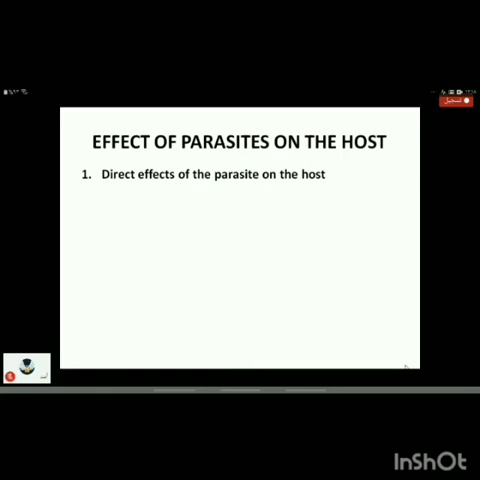 تسجيل
EFFECT OF PARASITES ON THE HOST
1. Direct effects of the parasite on the host
InShOt